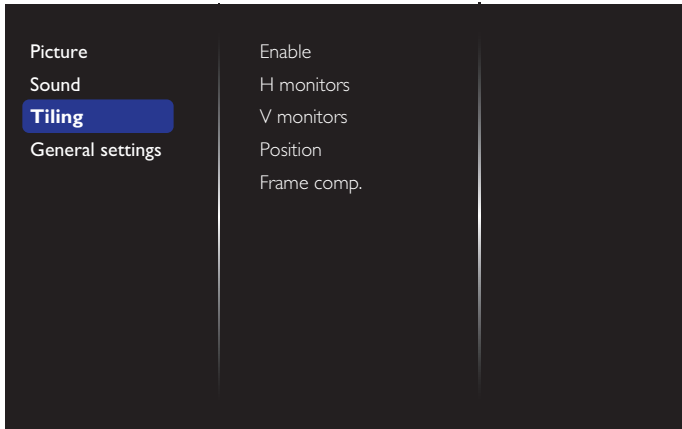 Picture
Sound
Tiling
General settings
Enable
H monitors
V monitors
Position
Frame comp.